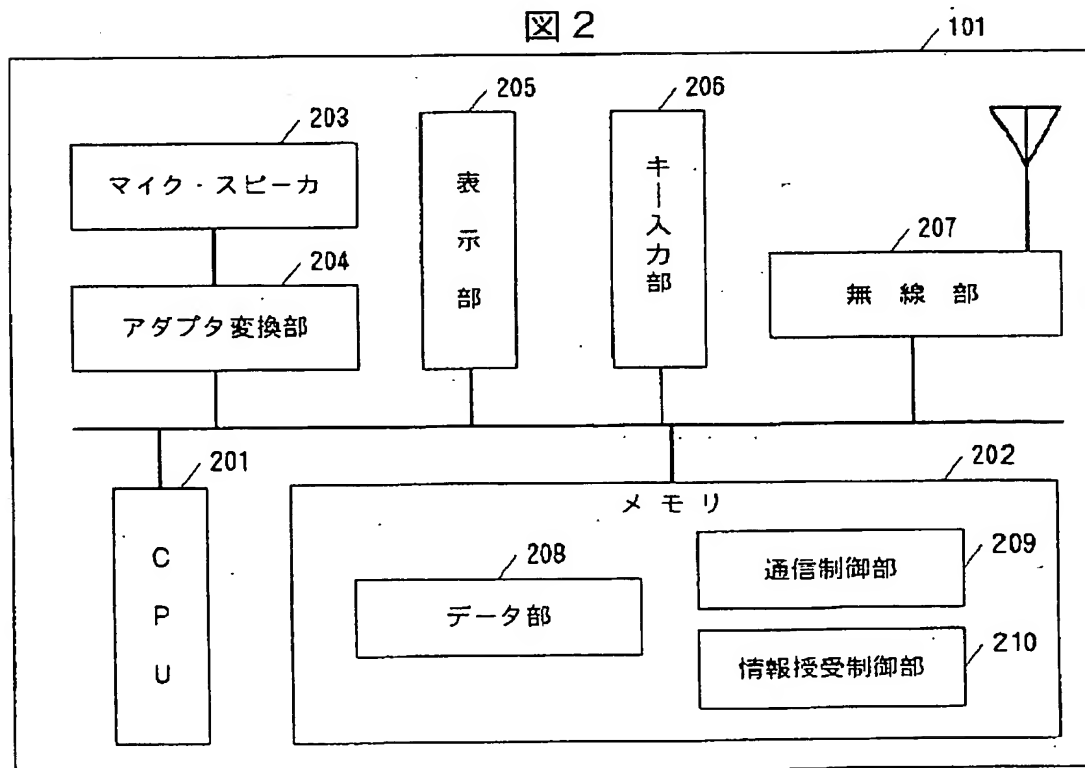 図2
101
203
マイク・スピーカ
204
アダプタ変換部
205
表示部
206
キー入力部
207
無線部
201
CPU
202
メモリ
208
データ部
209
通信制御部
210
情報授受制御部